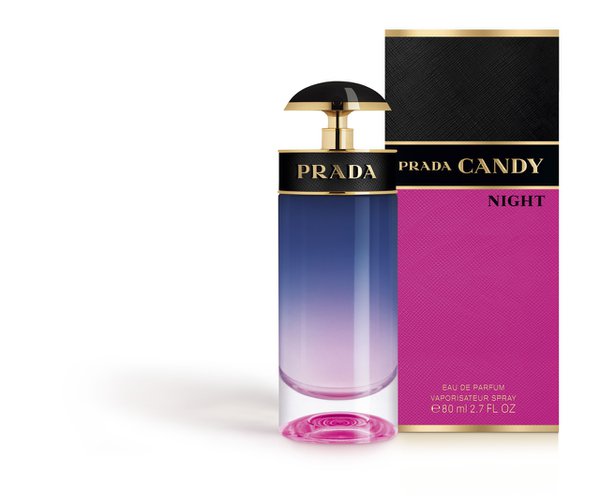 PRADA
PRADA CANDY
NIGHT
EAU DE PARFUM
VAPORISATEUR SPRAY
℮80 ml 2.7 FL OZ